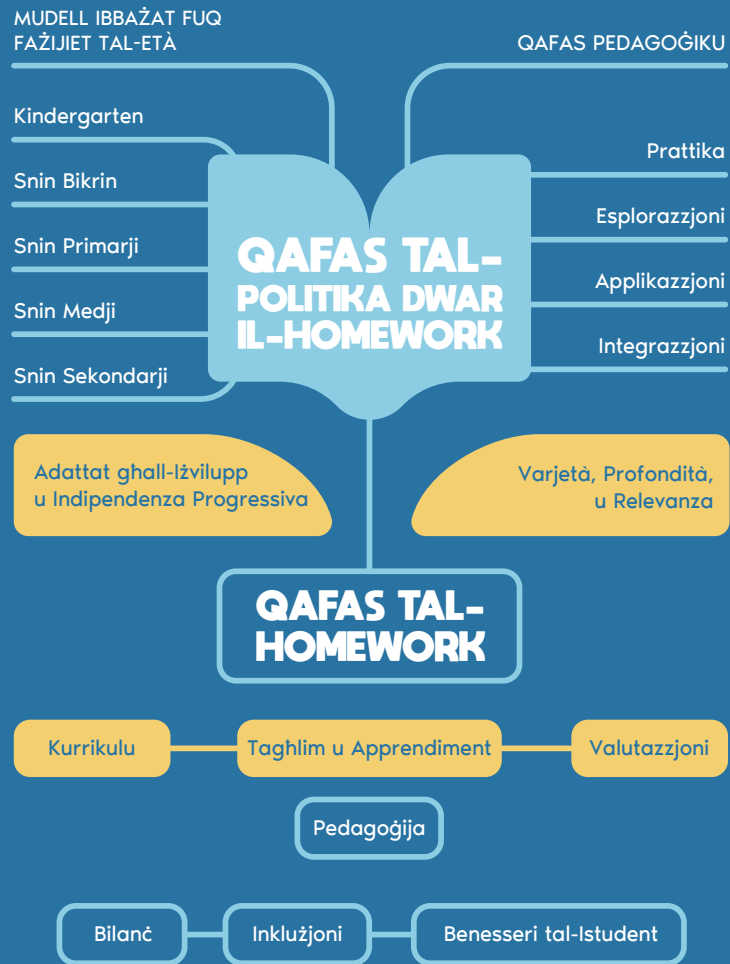 MUDELL IBBAŻAT FUQ
FAŻIJIET TAL-ETÀ
QAFAS PEDAGOĠIKU
Kindergarten
Snin Bikrin
Snin Primarji
Snin Medji
Snin Sekondarji
Prattika
Esplorazzjoni
Applikazzjoni
Integrazzjoni
QAFAS TAL-
POLITIKA DWAR
IL-HOMEWORK
Adattat għall-Iżvilupp
u Indipendenza Progressiva
Varjetà, Profondità,
u Relevanza
QAFAS TAL-
HOMEWORK
Kurrikulu
Tagħlim u Apprendiment
Valutazzjoni
Pedagoġija
Bilanċ
Inklużjoni
Benesseri tal-Istudent